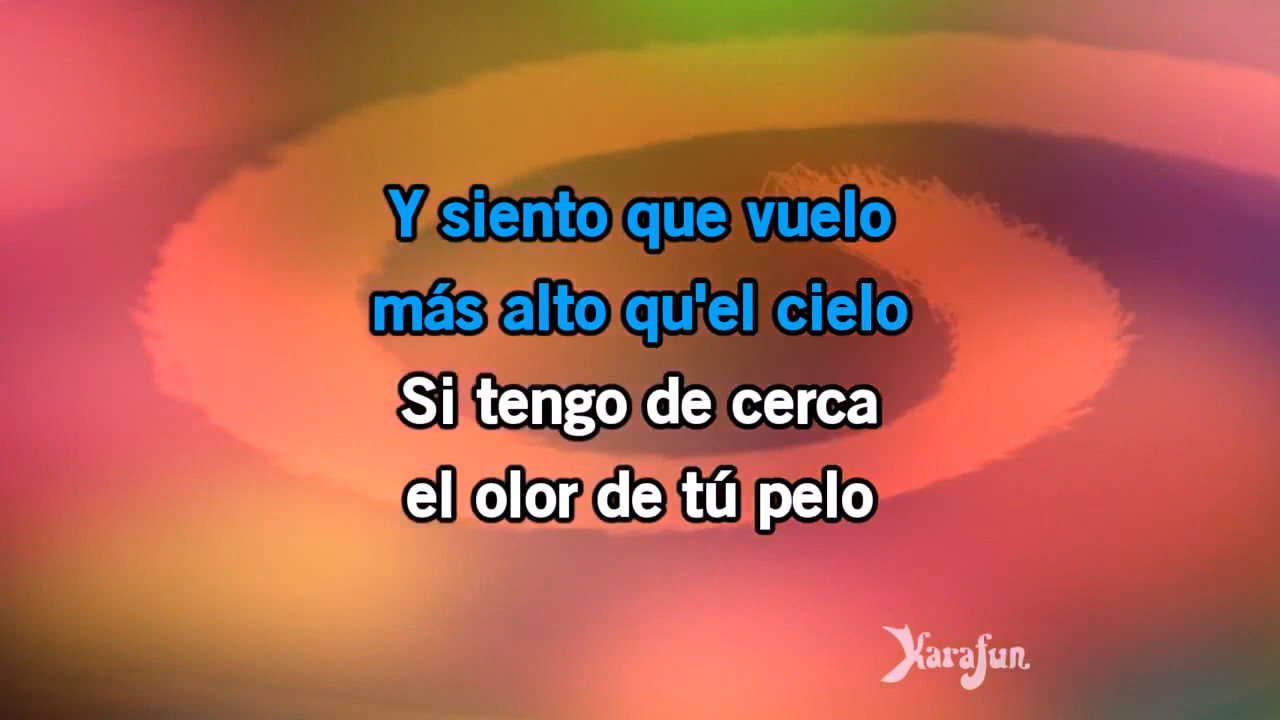 Y siento que vuelo
más alto qu'el cielo
Si tengo de cerca
el olor de tú pelo
Karafun